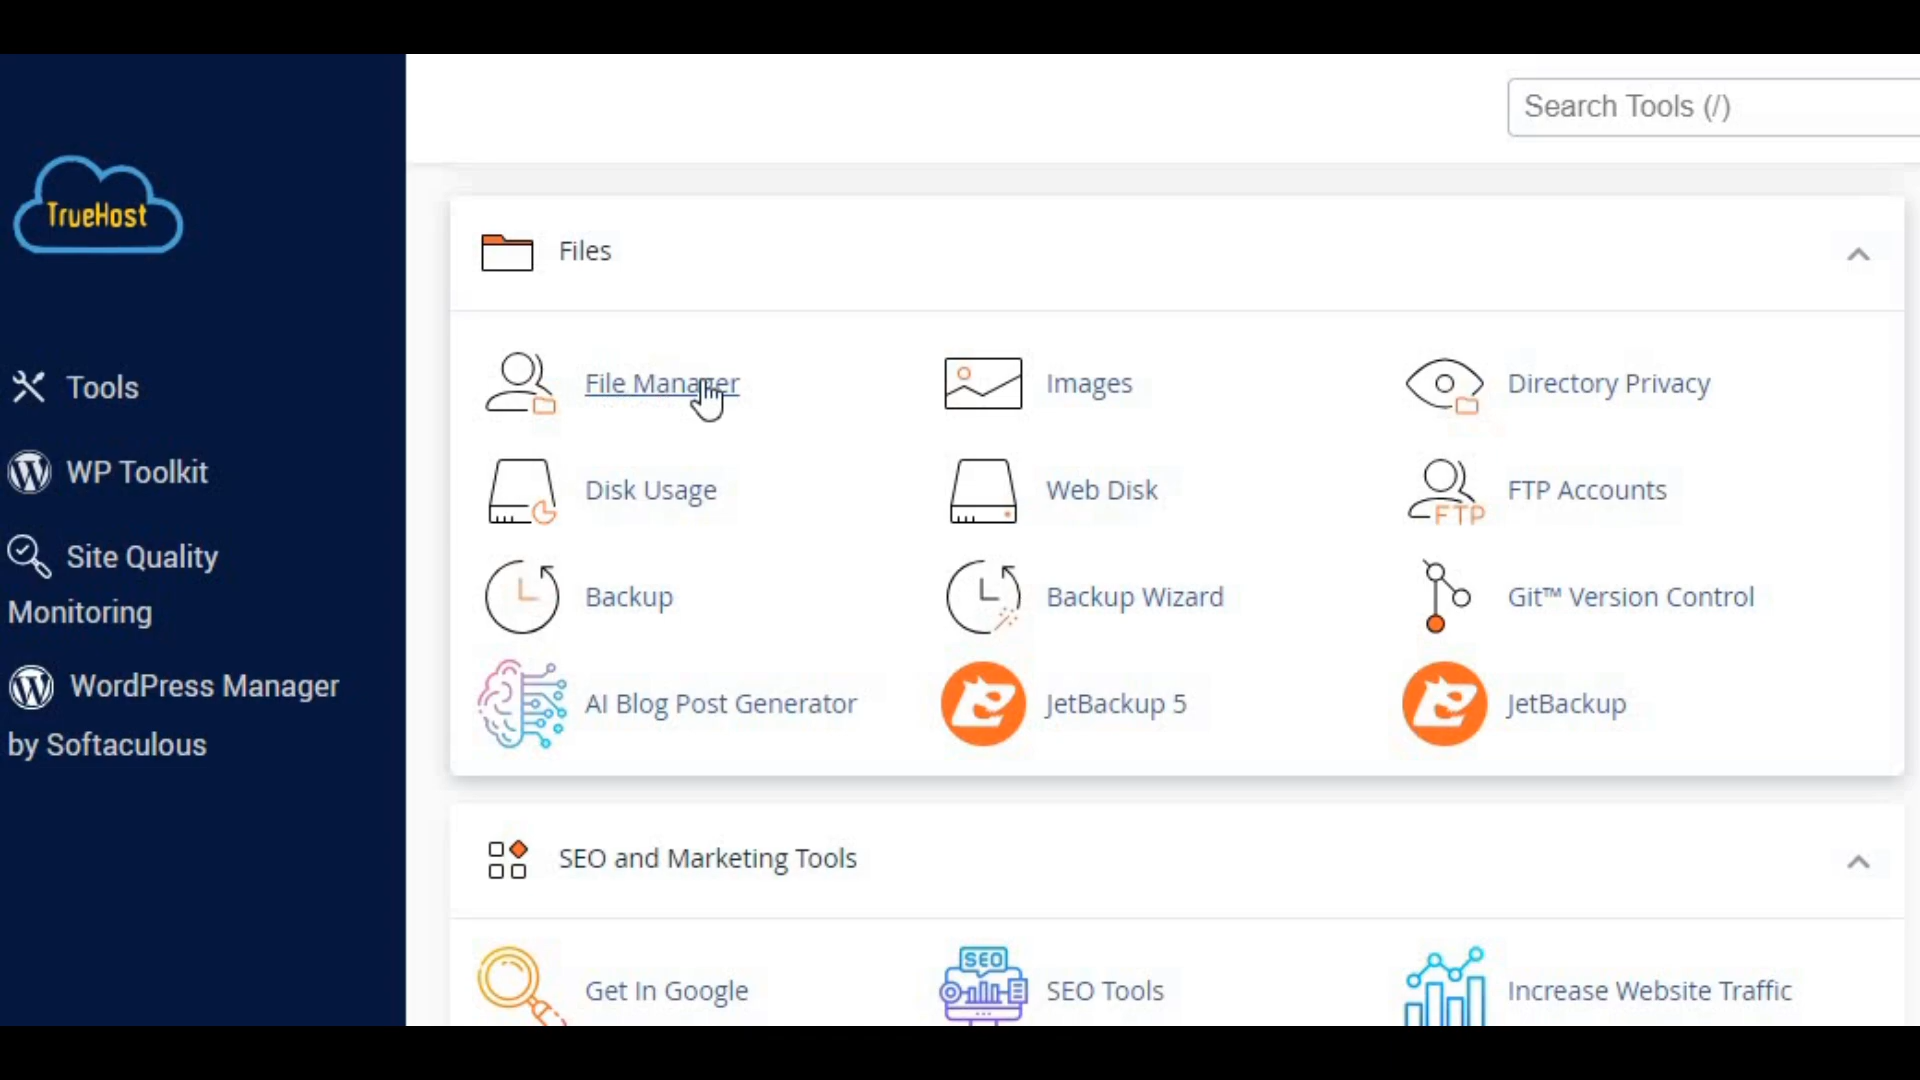 Search Tools (/)
TrueHost
Tools
WP Toolkit
Site Quality
Monitoring
WordPress Manager
by Softaculous
Files
File Manager
Images
Directory Privacy
Disk Usage
Web Disk
FTP
FTP Accounts
Backup
Backup Wizard
Git™ Version Control
AI Blog Post Generator
JetBackup 5
JetBackup
SEO and Marketing Tools
Get In Google
SEO
SEO Tools
Increase Website Traffic